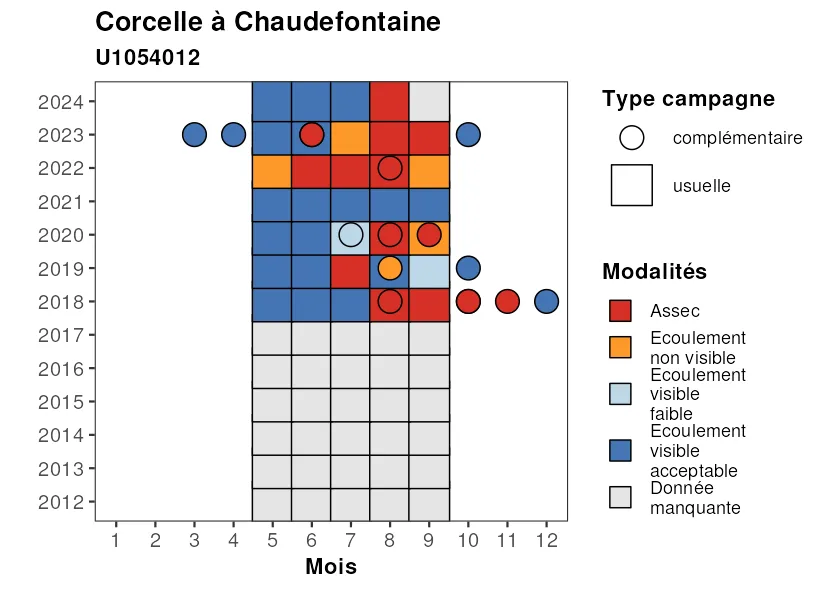 Corcelle à Chaudefontaine
U1054012
2024
2023
2022
2021
2020
2019
2018
2017
2016
2015
2014
2013
2012
1 2 3 4 5 6 7 8 9 10 11 12
Mois
Type campagne
complémentaire
usuelle
Modalités
Assec
Ecoulement
non visible
Ecoulement
visible
faible
Ecoulement
visible
acceptable
Donnée
manquante